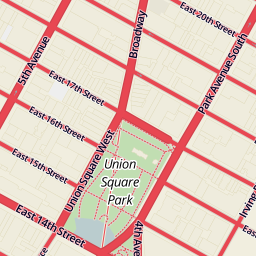 East 20th Street
Broadway
5th Avenue
Park Avenue South
East 17th Street
East 16th Street
Union Square West
East 15th Street
Union
Square
Park
East 14th Street
4th Ave
Irving